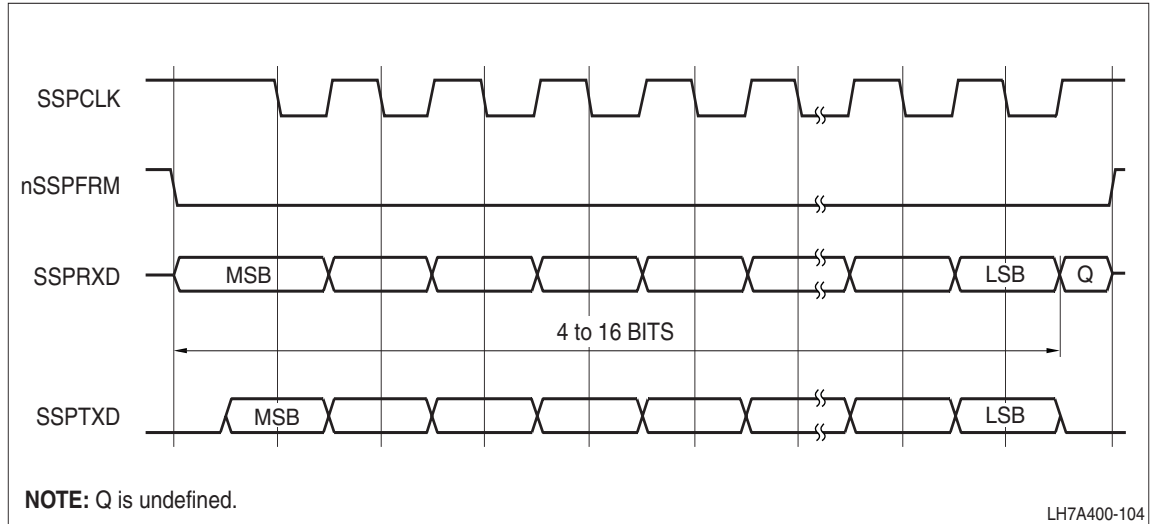 SSPCLK
nSSPFRM
SSPRXD
MSB
LSB
Q
4 to 16 BITS
SSPTXD
MSB
LSB
NOTE: Q is undefined.
LH7A400-104